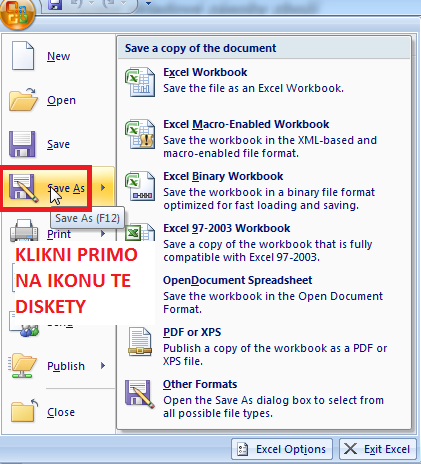 New
Open
Save
Save As
Save As (F12)
Print
KLIKNI PRIMO
NA IKONU TE
DISKETY
Publish
Close
Save a copy of the document
Excel Workbook
Save the file as an Excel Workbook.
Excel Macro-Enabled Workbook
Save the workbook in the XML-based and
macro-enabled file format.
Excel Binary Workbook
Save the workbook in a binary file format
optimized for fast loading and saving.
Excel 97-2003 Workbook
Save a copy of the workbook that is fully
compatible with Excel 97-2003.
OpenDocument Spreadsheet
Save the workbook in the Open Document
Format.
PDF or XPS
Publish a copy of the workbook as a PDF or
XPS file.
Other Formats
Open the Save As dialog box to select from
all possible file types.
Excel Options
Exit Excel